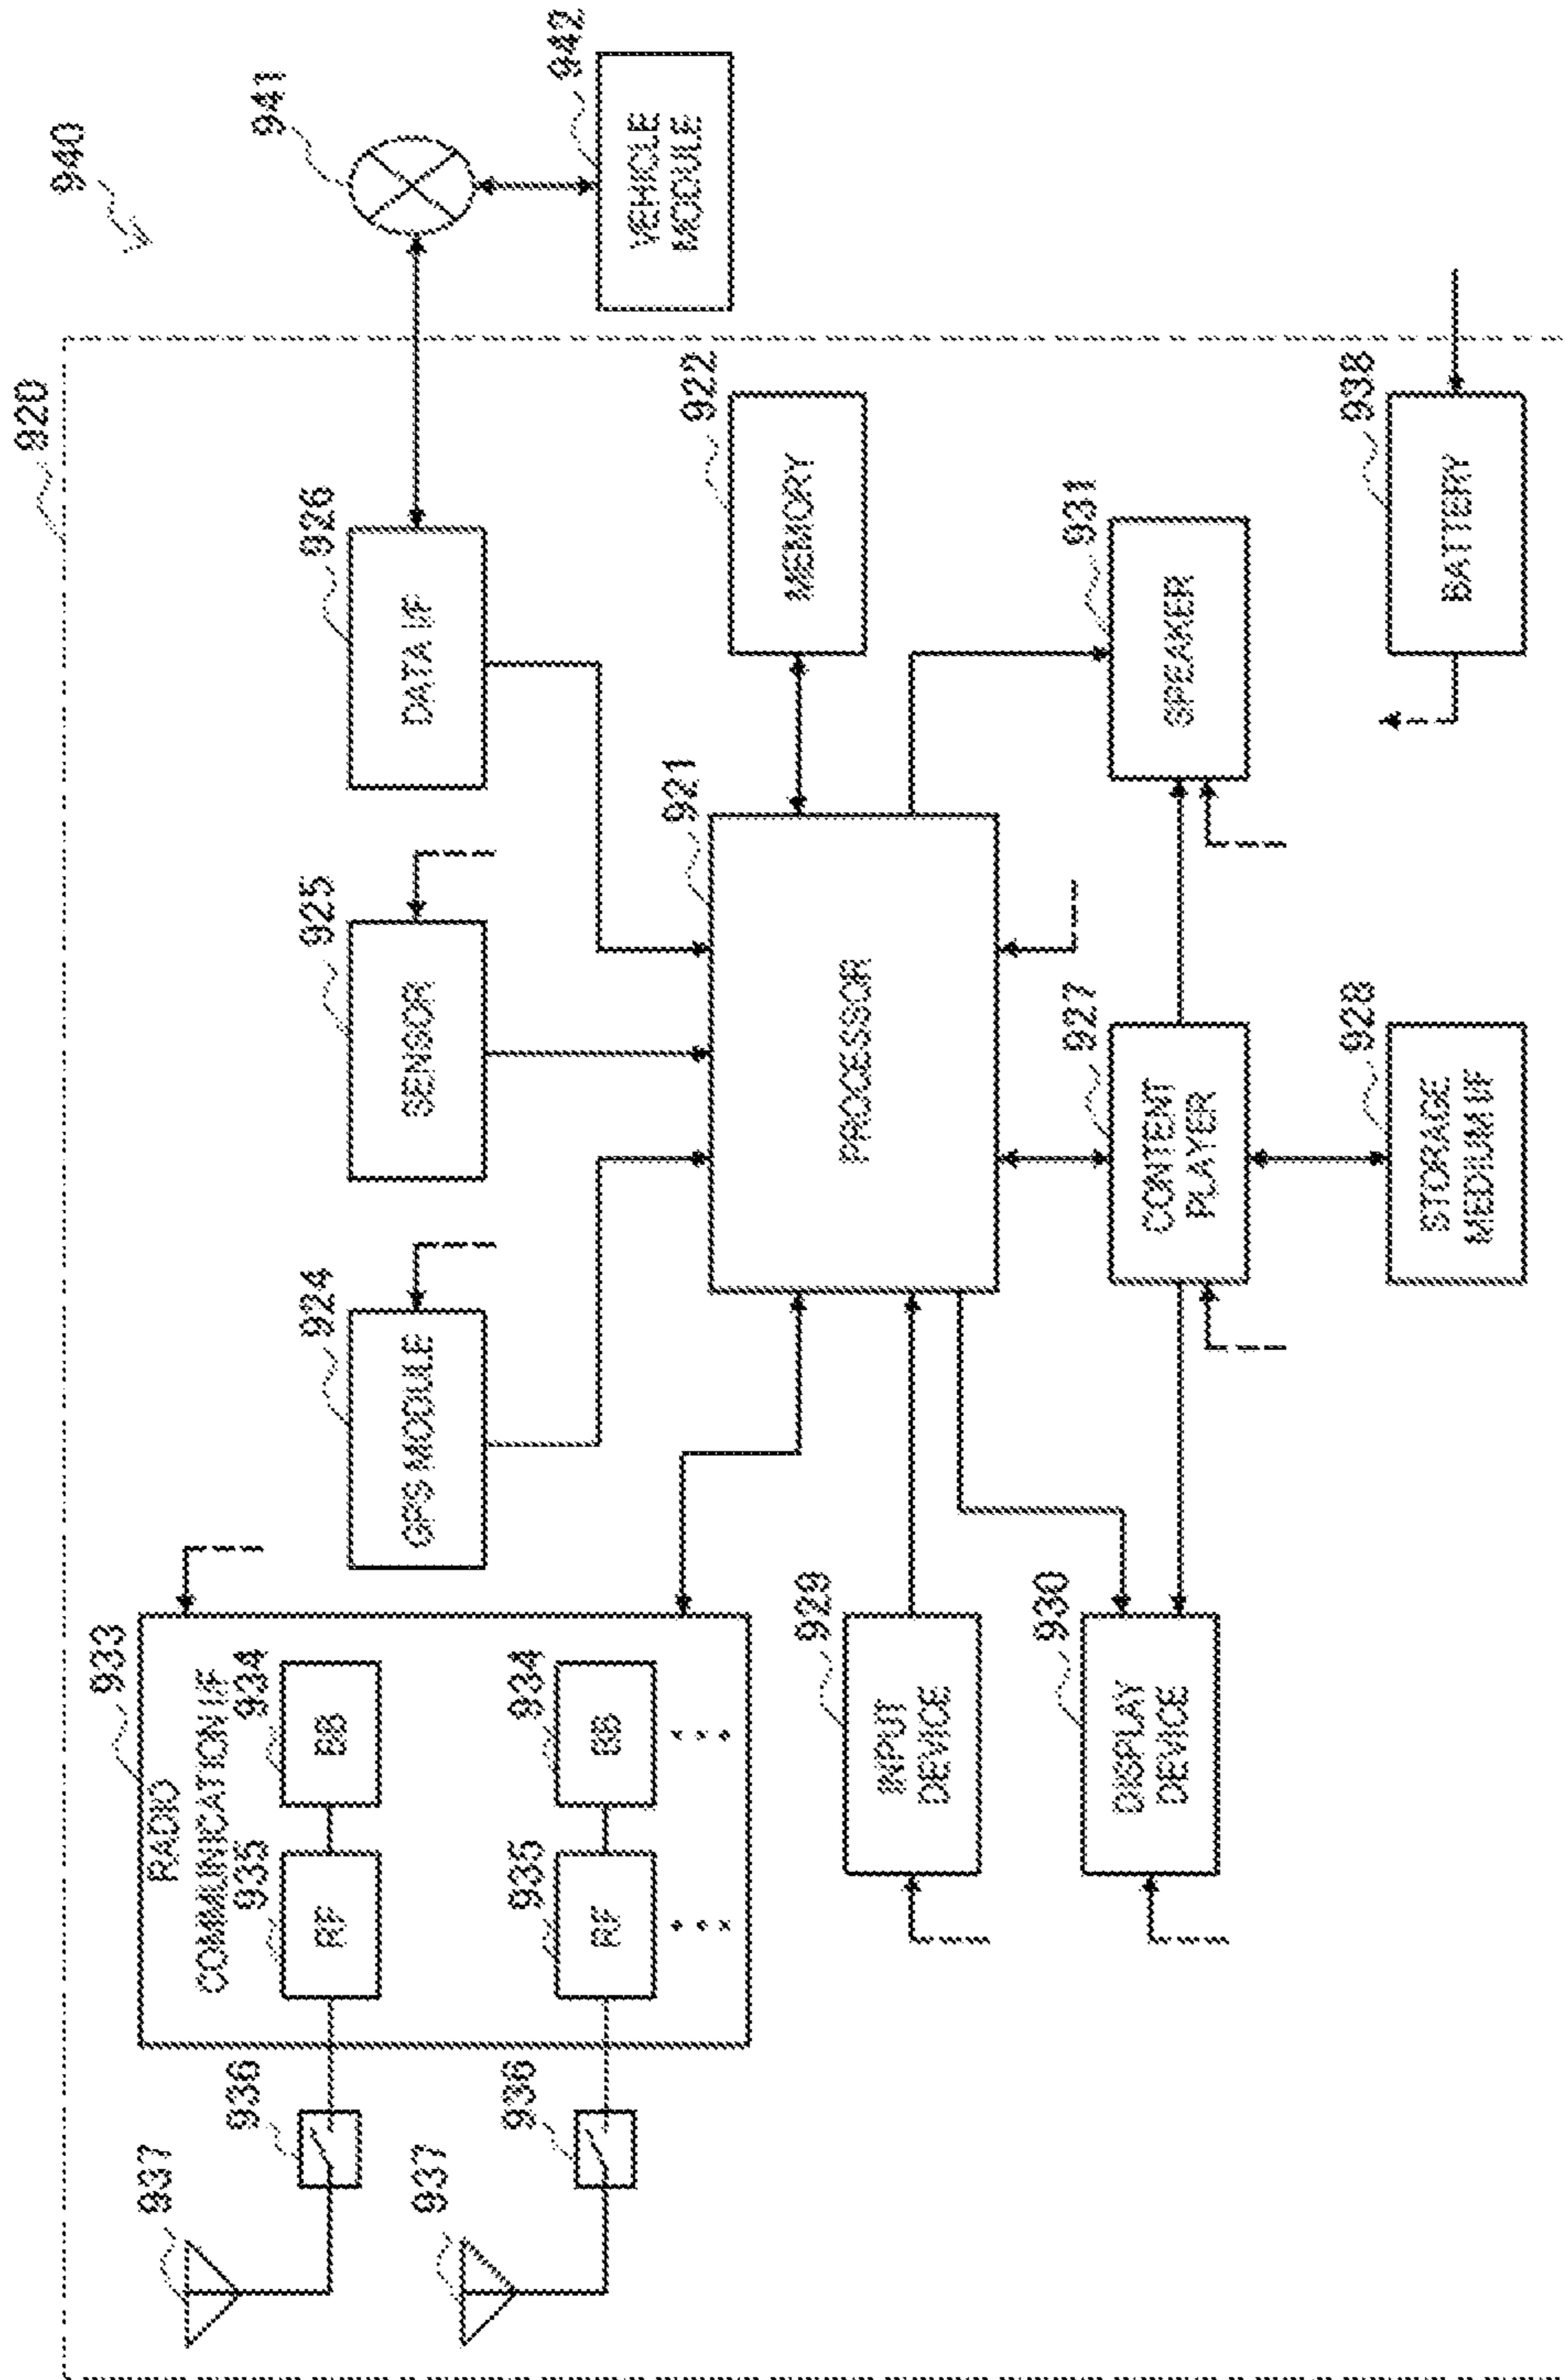 940
920
941
942
VEHICLE
MODULE
933
RADIO
COMMUNICATION I/F
937
936
935
RF
934
BB
937
936
935
RF
934
BB
924
GPS MODULE
925
SENSOR
926
DATA I/F
921
PROCESSOR
922
MEMORY
929
INPUT
DEVICE
930
DISPLAY
DEVICE
927
CONTENT
PLAYER
931
SPEAKER
928
STORAGE
MEDIUM I/F
938
BATTERY